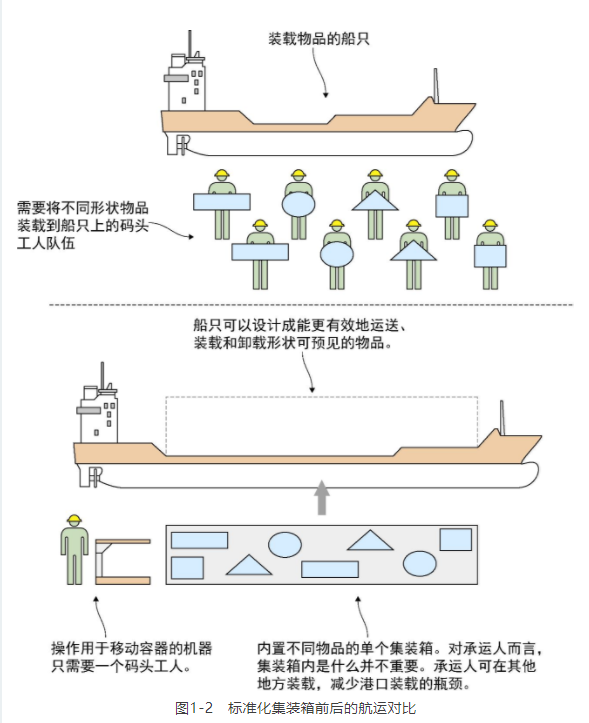 装载物品的船只
需要将不同形状物品
装载到船只上的码头
工人队伍
船只可以设计成能更有效地运送、
装载和卸载形状可预见的物品。
操作用于移动容器的机器
只需要一个码头工人。
内置不同物品的单个集装箱。对承运人而言，
集装箱内是什么并不重要。承运人可在其他
地方装载，减少港口装载的瓶颈。
图1-2 标准化集装箱前后的航运对比